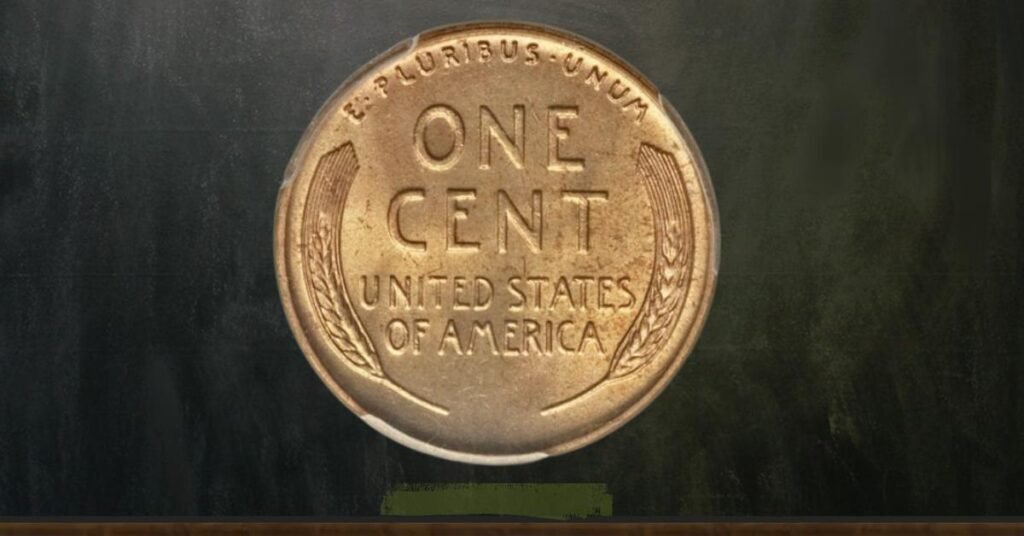 E·PLURIBUS·UNUM
ONE
CENT
UNITED STATES
OF AMERICA